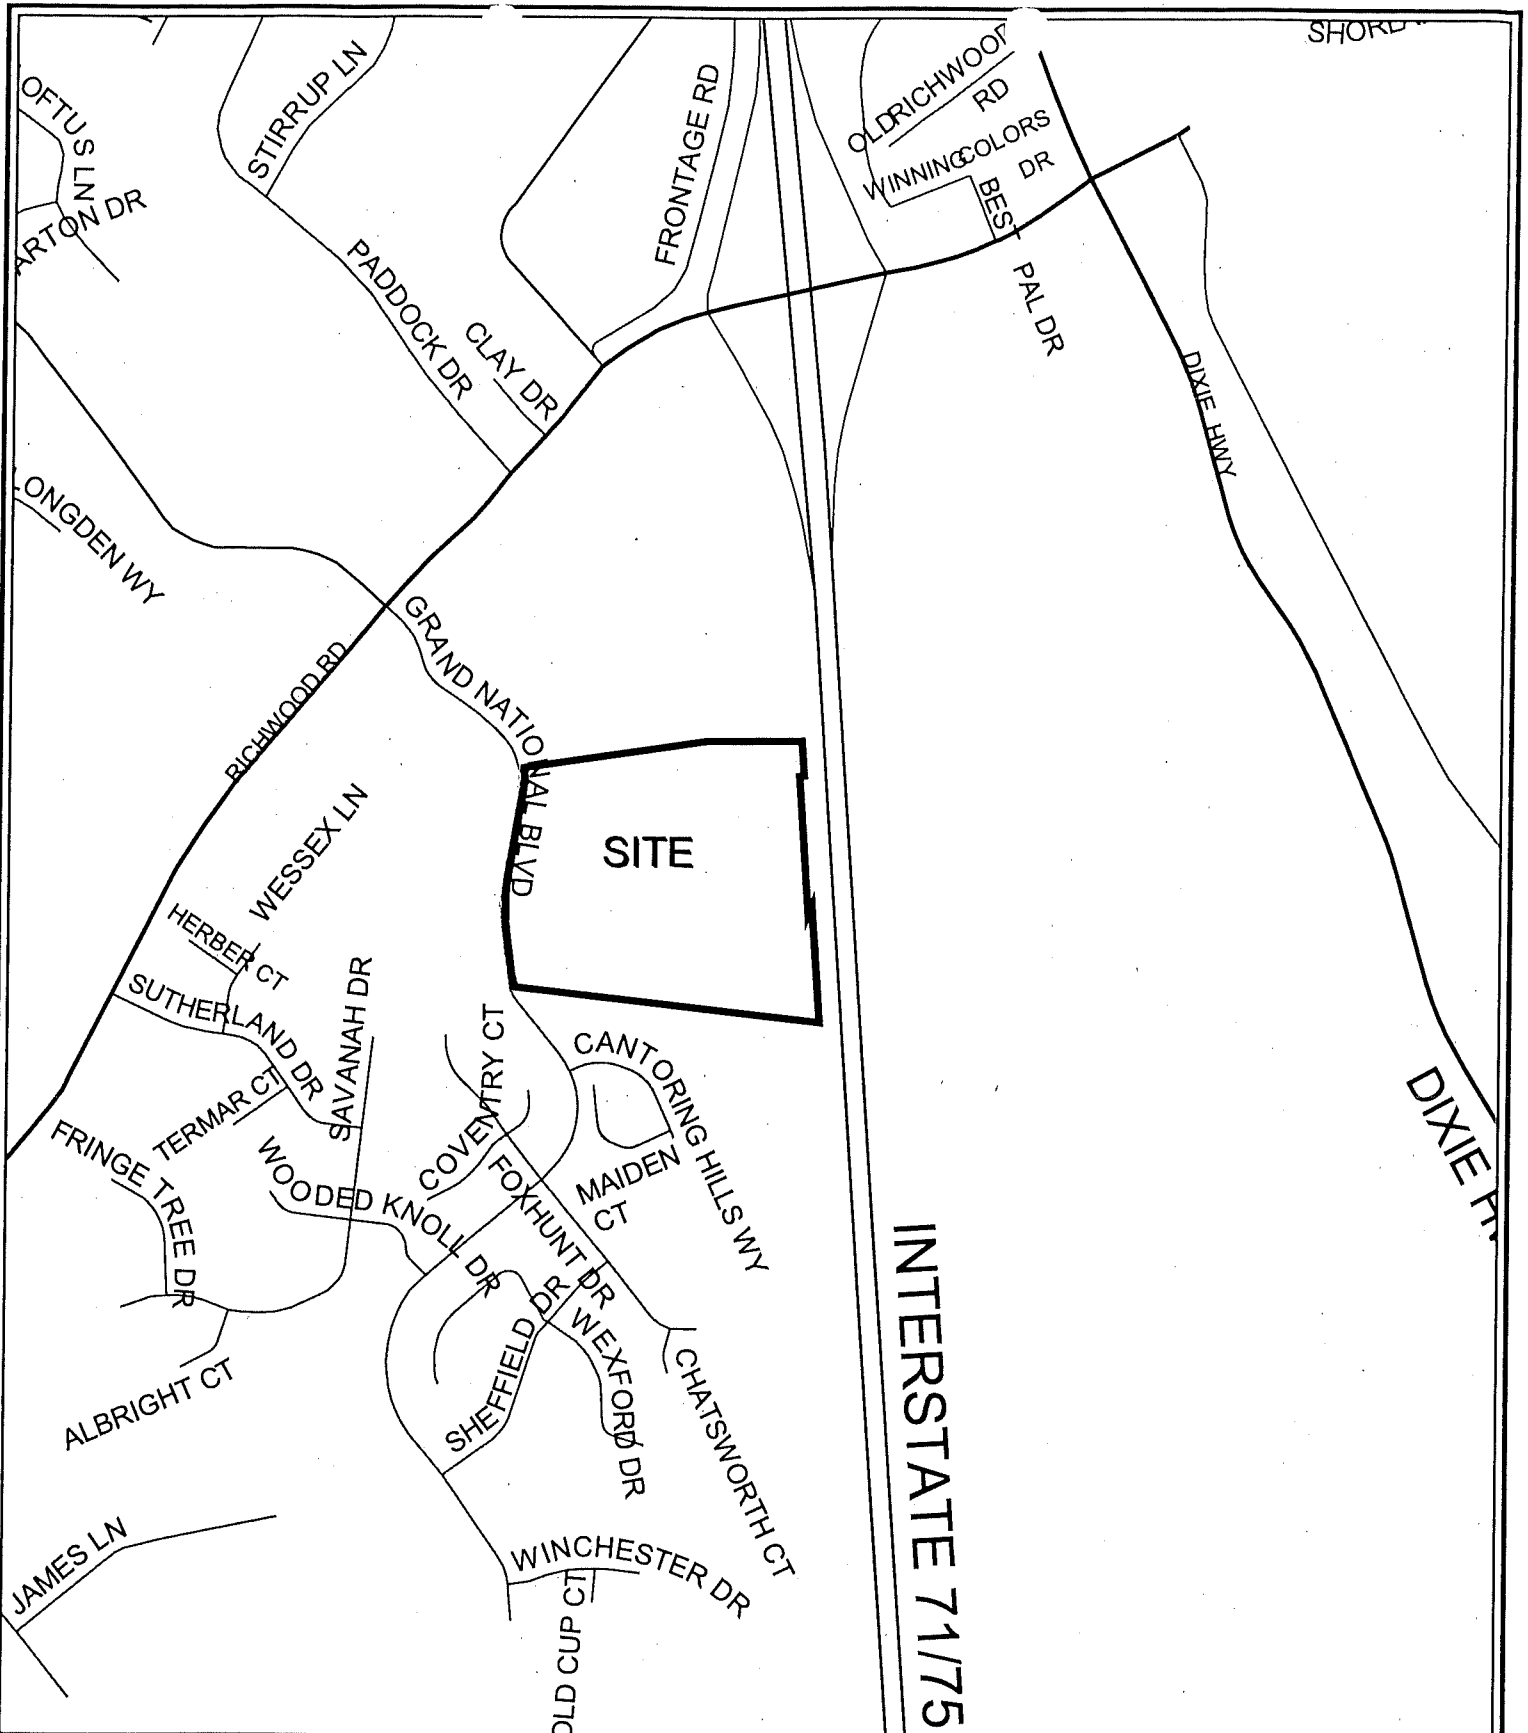 OFTUS LN
ARTON DR
STIRRUP LN
FRONTAGE RD
OLD RICHWOOD
RD
WINNING COLORS
DR
BEST
PAL DR
PADDOCK DR
CLAY DR
DIXIE HWY
LONGDEN WY
GRAND NATIONAL BLVD
RICHWOOD RD
WESSEX LN
SITE
HERBER CT
SUTHERLAND DR
SAVANAH DR
TERMAR CT
COVENTRY CT
CANTORING HILLS WY
MAIDEN
CT
FRINGE TREE DR
WOODED KNOLL DR
FOXHUNT DR
SHEFFIELD DR
WEXFORD DR
CHATSWORTH CT
ALBRIGHT CT
INTERSTATE 71/75
DIXIE H
JAMES LN
WINCHESTER DR
OLD CUP CT